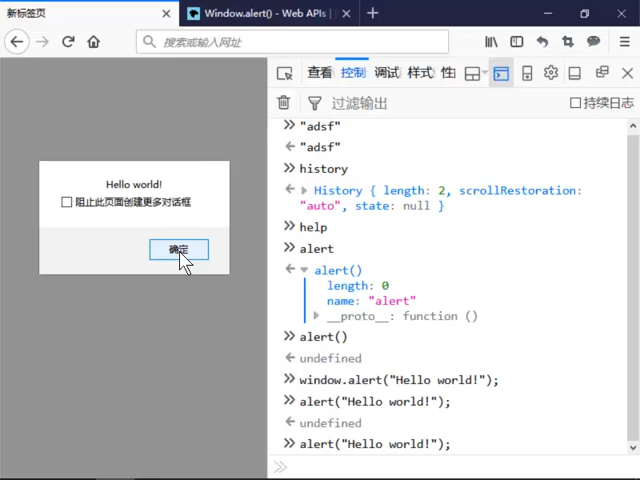 新标签页
Window.alert() - Web APIs |
搜索或输入网址
查看 控制 调试 样式 性
过滤输出
持续日志
"adsf"
"adsf"
history
History { length: 2, scrollRestoration:
"auto", state: null }
help
alert
alert()
length: 0
name: "alert"
__proto__: function ()
alert()
undefined
window.alert("Hello world!");
alert("Hello world!");
undefined
alert("Hello world!");
Hello world!
阻止此页面创建更多对话框
确定